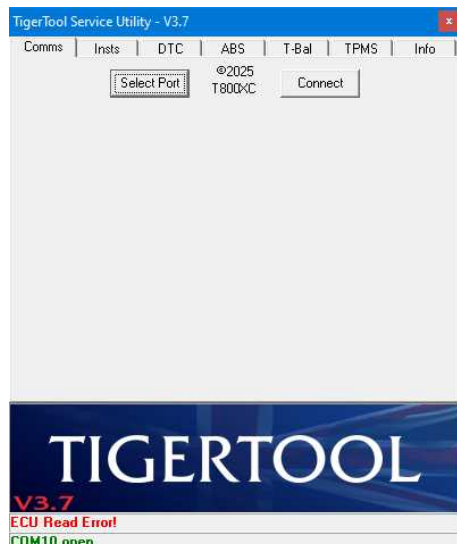 TigerTool Service Utility - V3.7
x
Comms Insts DTC ABS T-Bal TPMS Info
Select Port
©2025
T800XC
Connect
TIGERTOOL
V3.7
ECU Read Error!
COM10 open